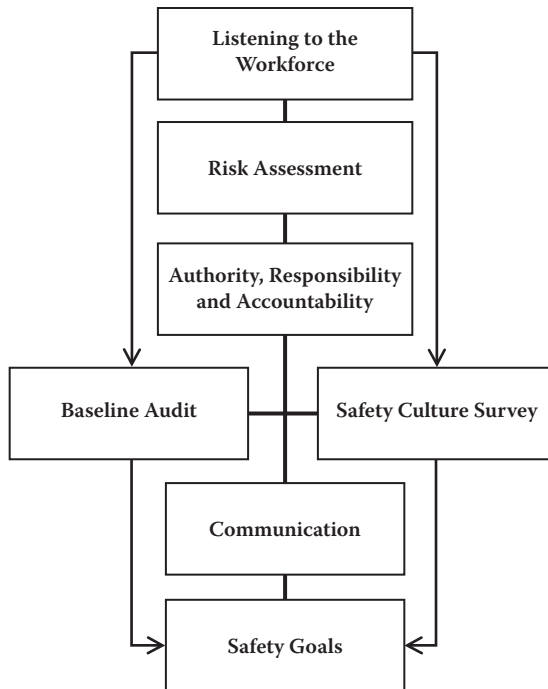 Listening to the
Workforce
Risk Assessment
Authority, Responsibility
and Accountability
Baseline Audit
Safety Culture Survey
Communication
Safety Goals